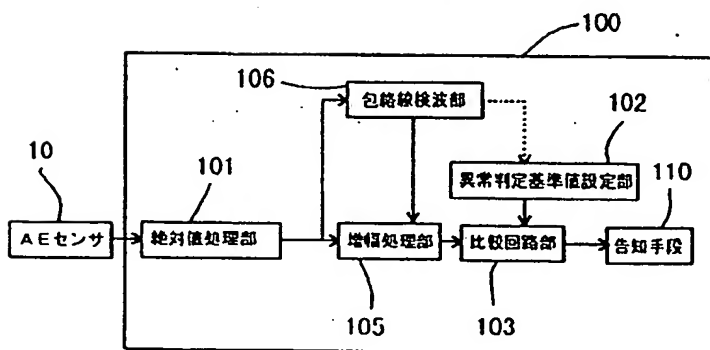 100
106
包絡線検波部
102
10
101
異常判定基準値設定部
110
AEセンサ
絶対値処理部
増幅処理部
比較回路部
告知手段
105
103